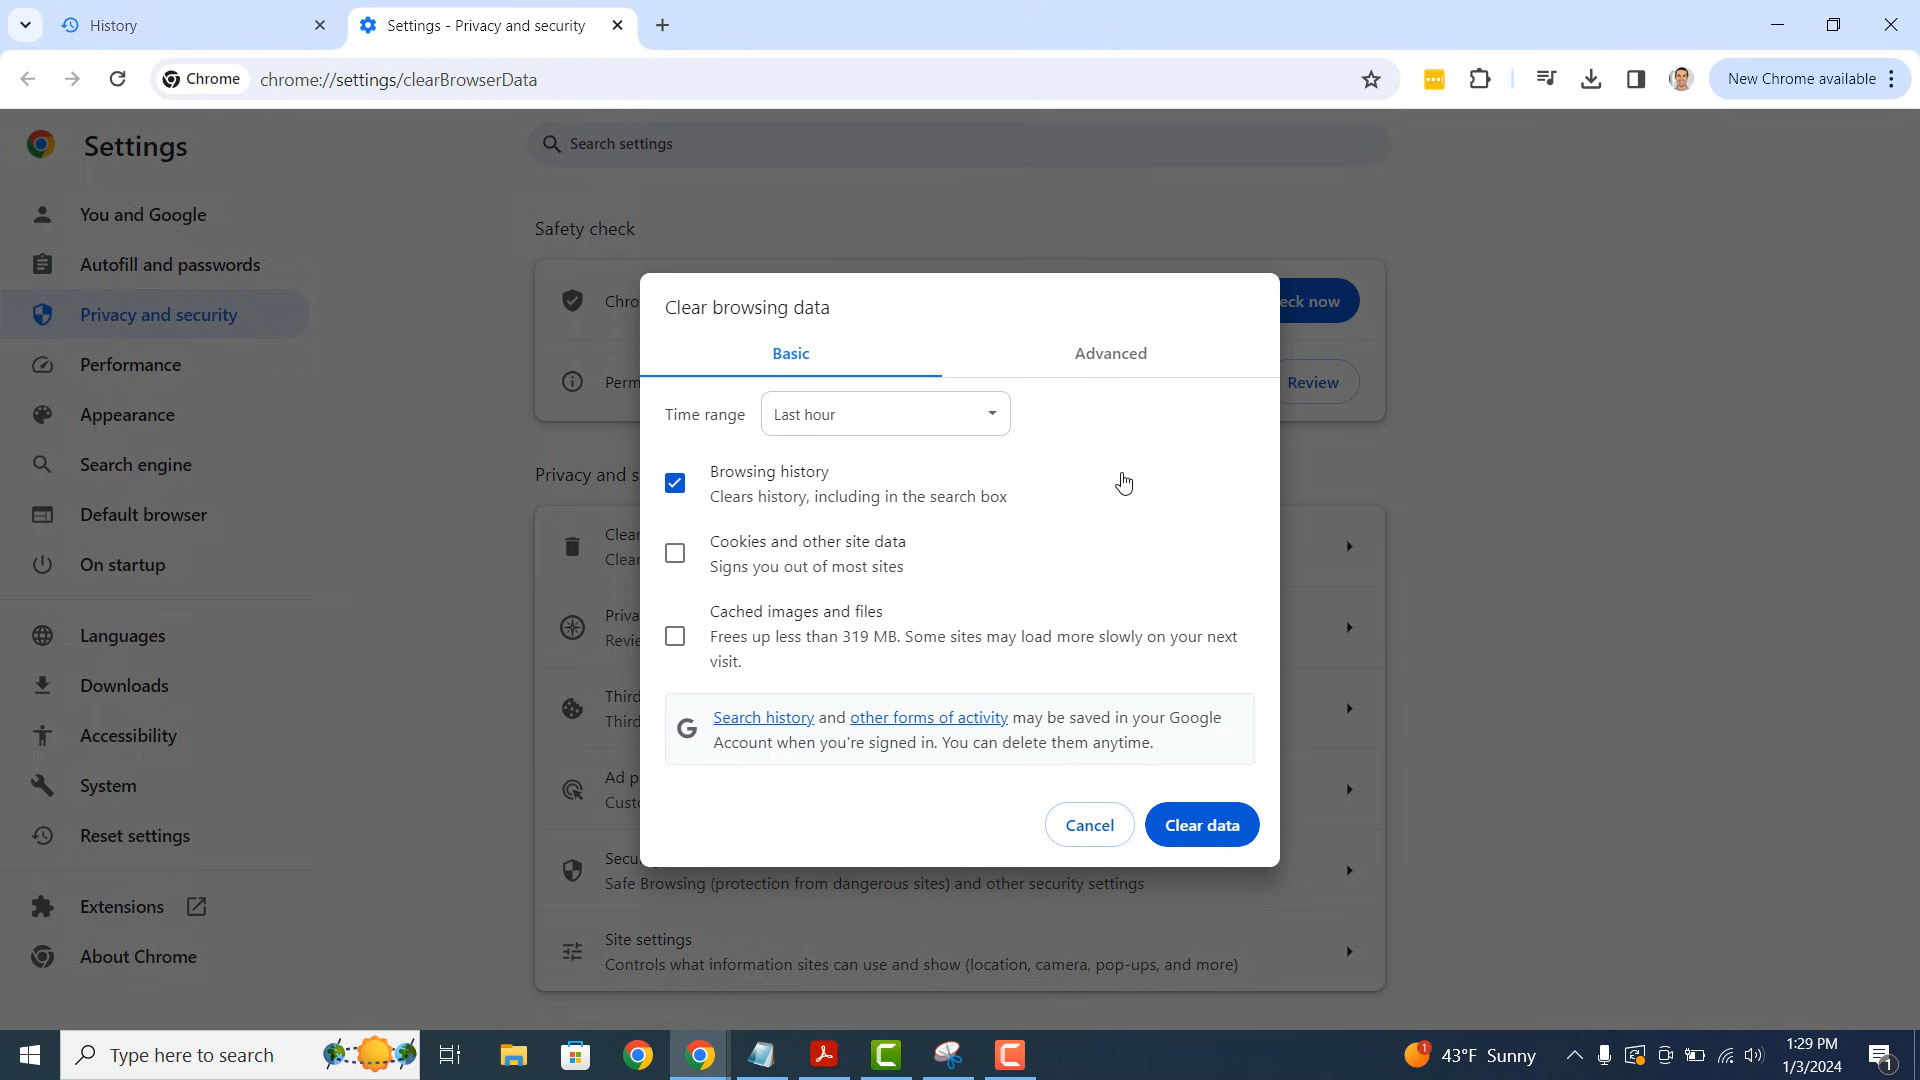 History
Settings - Privacy and security
Chrome
chrome://settings/clearBrowserData
New Chrome available
Settings
Search settings
You and Google
Autofill and passwords
Privacy and security
Performance
Appearance
Search engine
Default browser
On startup
Languages
Downloads
Accessibility
System
Reset settings
Extensions
About Chrome
Safety check
Chro
eck now
Perm
Review
Privacy and s
Clear
Clear
Priva
Revie
Third
Third
Ad p
Custo
Secu
Safe Browsing (protection from dangerous sites) and other security settings
Site settings
Controls what information sites can use and show (location, camera, pop-ups, and more)
Clear browsing data
Basic
Advanced
Time range
Last hour
Browsing history
Clears history, including in the search box
Cookies and other site data
Signs you out of most sites
Cached images and files
Frees up less than 319 MB. Some sites may load more slowly on your next
visit.
Search history and other forms of activity may be saved in your Google
Account when you're signed in. You can delete them anytime.
Cancel
Clear data
Type here to search
1
43°F Sunny
1:29 PM
1/3/2024
1